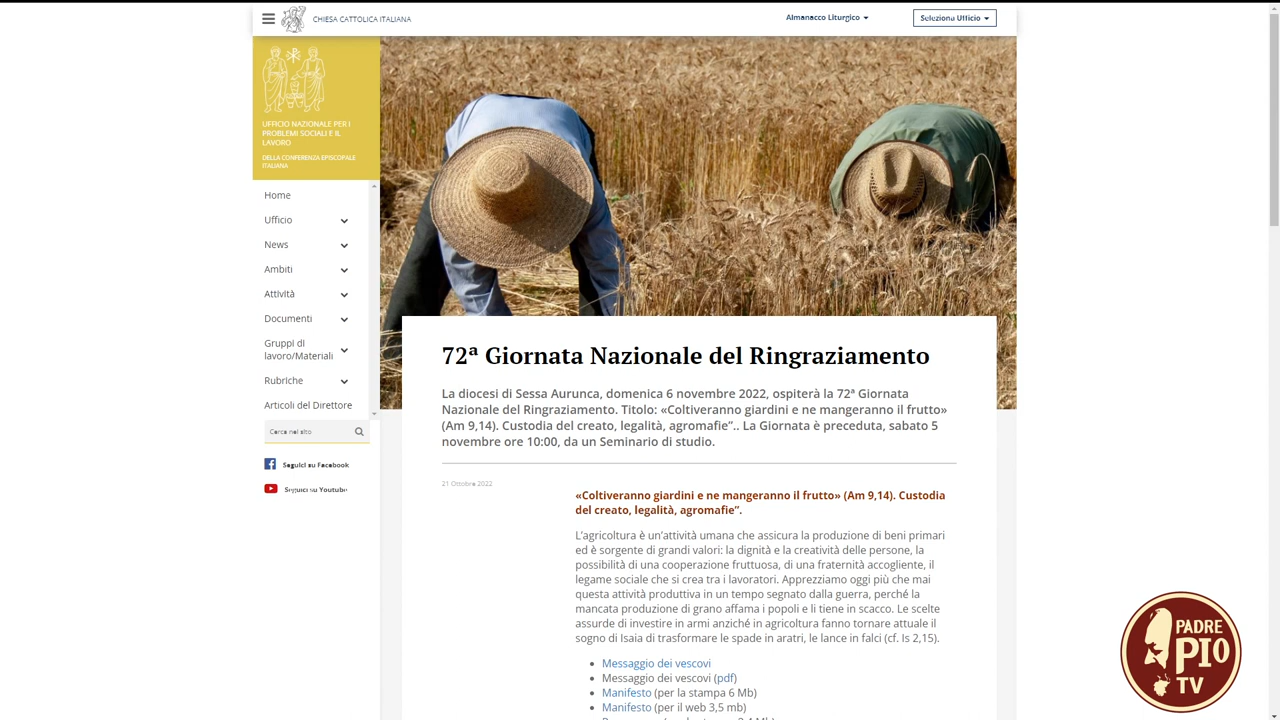 CHIESA CATTOLICA ITALIANA
Almanacco Liturgico
Seleziona Ufficio
UFFICIO NAZIONALE PER I
PROBLEMI SOCIALI E IL
LAVORO
DELLA CONFERENZA EPISCOPALE
ITALIANA
Home
Ufficio
News
Ambiti
Attività
Documenti
Gruppi di
lavoro/Materiali
Rubriche
Articoli del Direttore
Cerca nel sito
Seguici su Facebook
Seguici su Youtube
72ª Giornata Nazionale del Ringraziamento
La diocesi di Sessa Aurunca, domenica 6 novembre 2022, ospiterà la 72ª Giornata
Nazionale del Ringraziamento. Titolo: «Coltiveranno giardini e ne mangeranno il frutto»
(Am 9,14). Custodia del creato, legalità, agromafie”.. La Giornata è preceduta, sabato 5
novembre ore 10:00, da un Seminario di studio.
21 Ottobre 2022
«Coltiveranno giardini e ne mangeranno il frutto» (Am 9,14). Custodia
del creato, legalità, agromafie”.
L’agricoltura è un’attività umana che assicura la produzione di beni primari
ed è sorgente di grandi valori: la dignità e la creatività delle persone, la
possibilità di una cooperazione fruttuosa, di una fraternità accogliente, il
legame sociale che si crea tra i lavoratori. Apprezziamo oggi più che mai
questa attività produttiva in un tempo segnato dalla guerra, perché la
mancata produzione di grano affama i popoli e li tiene in scacco. Le scelte
assurde di investire in armi anziché in agricoltura fanno tornare attuale il
sogno di Isaia di trasformare le spade in aratri, le lance in falci (cf. Is 2,15).
• Messaggio dei vescovi
• Messaggio dei vescovi (pdf)
• Manifesto (per la stampa 6 Mb)
• Manifesto (per il web 3,5 mb)
PADRE
PIO
TV